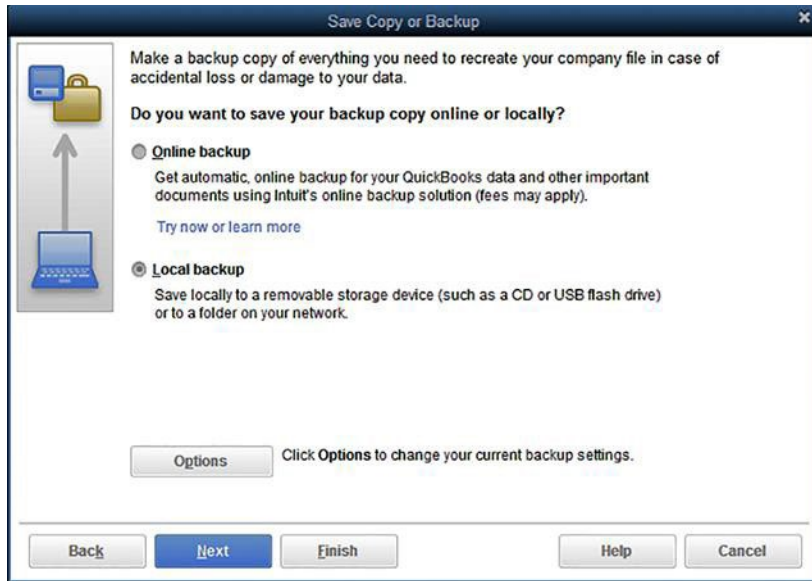 Save Copy or Backup
Make a backup copy of everything you need to recreate your company file in case of
accidental loss or damage to your data.
Do you want to save your backup copy online or locally?
Online backup
Get automatic, online backup for your QuickBooks data and other important
documents using Intuit's online backup solution (fees may apply).
Try now or learn more
Local backup
Save locally to a removable storage device (such as a CD or USB flash drive)
or to a folder on your network.
Options Click Options to change your current backup settings.
Back Next Finish Help Cancel